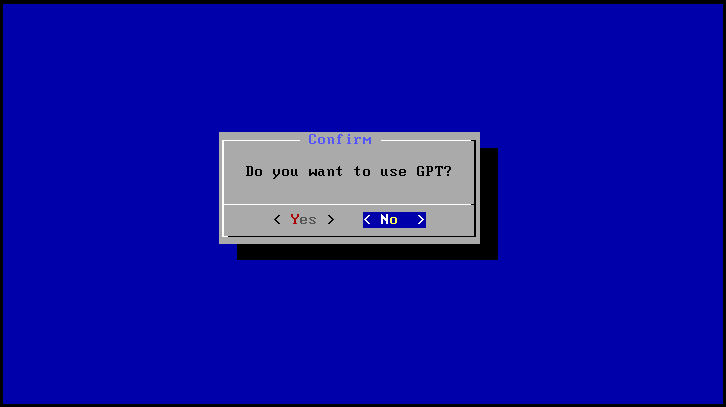 Confirm
Do you want to use GPT?
< Yes > < No >